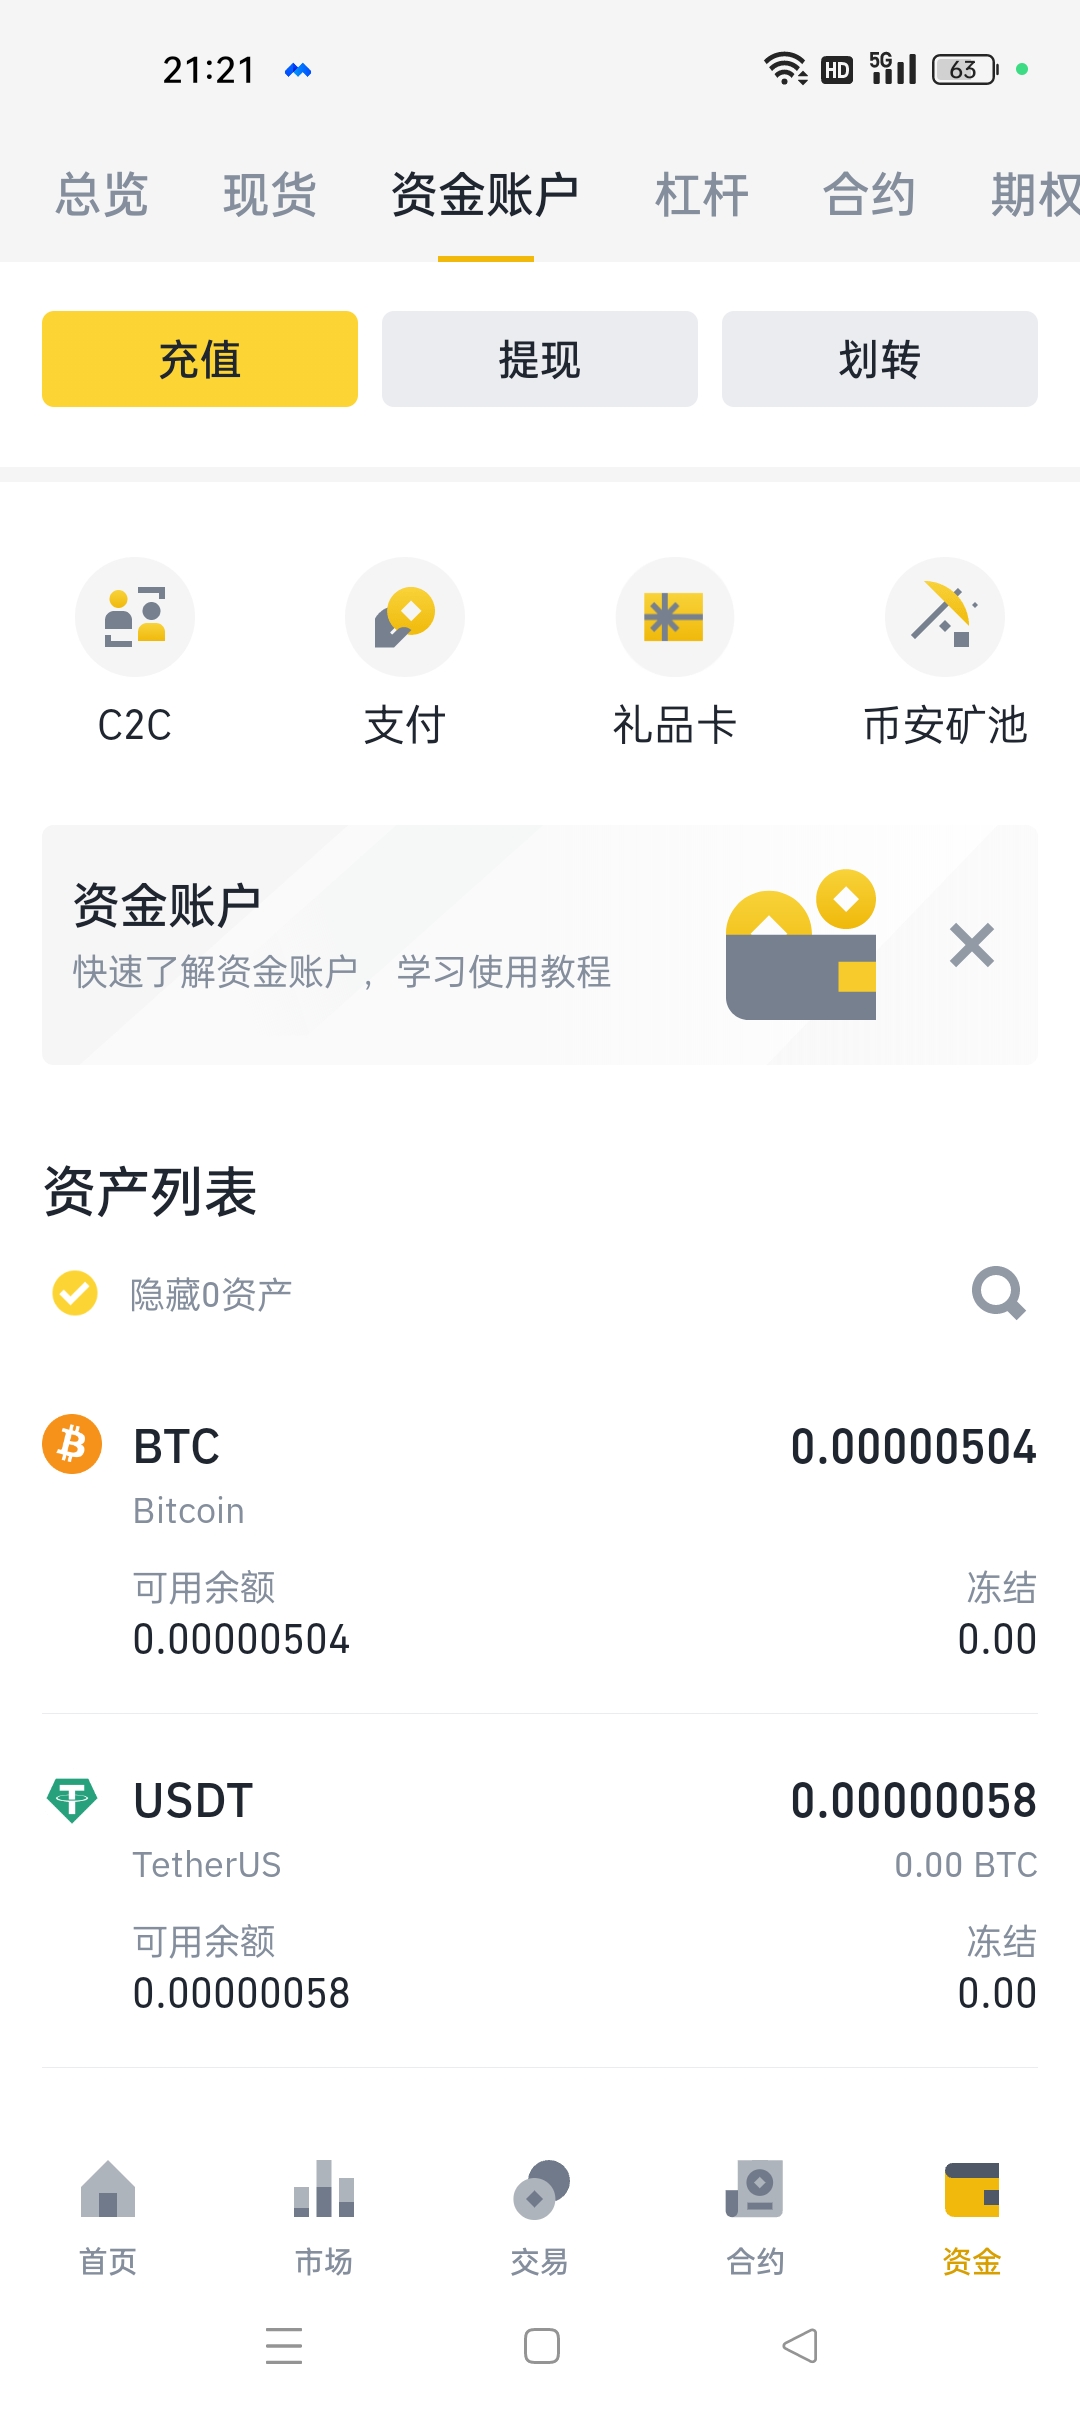 21:21 HD 5G 63
总览 现货 资金账户 杠杆 合约 期权
充值 提现 划转
C2C 支付 礼品卡 币安矿池
资金账户
快速了解资金账户，学习使用教程
资产列表
隐藏0资产
BTC 0.00000504
Bitcoin
可用余额 冻结
0.00000504 0.00
USDT 0.00000058
TetherUS 0.00 BTC
可用余额 冻结
0.00000058 0.00
首页 市场 交易 合约 资金